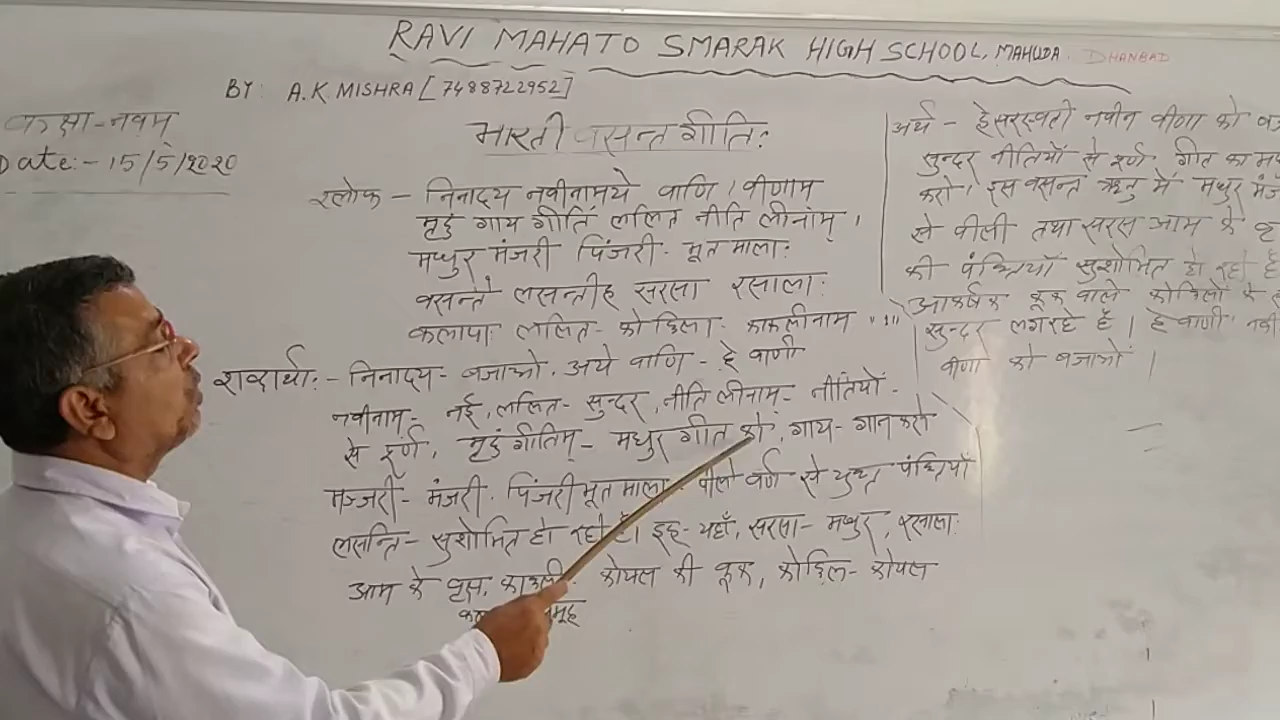 RAVI MAHATO SMARAK HIGH SCHOOL, MAHUDA. DHANBAD
BY: A.K. MISHRA [7488722952]
कक्षा - नवम्
Date:- 15/5/2020
भारती वसन्त गीति:
श्लोक - निनादय नवीनामये वाणि । वीणाम्
मृदुं गाय गीतिं ललित नीति लीनाम् ।
मधुर मंजरी पिंजरी भूत माला:
वसन्ते लसन्तीह सरसा रसाला:
कलापा: ललित- कोकिला काकलीनाम् "1"
शब्दार्था: - निनादय - बजाओ, अये वाणि - हे वाणी
नवीनाम् - नई, ललित - सुन्दर, नीति लीनाम् - नीतियों
से पूर्ण, मृदुं गीतिम् - मधुर गीत को, गाय - गान करो
मञ्जरी - मंजरी. पिंजरी भूत माला - पीले वर्ण से युक्त पंक्तियाँ
लसन्ति - सुशोभित हो रही हैं। इह - यहाँ, सरसा - मधुर, रसाला:
आम के वृक्ष, काकली - कोयल की कूक, कोकिल - कोयल
अर्थ - हे सरस्वती नवीन वीणा को
सुन्दर नीतियों से पूर्ण गीत का
करो। इस वसन्त ऋतु में मधुर
से पीली तथा सरस आम के
की पंक्तियाँ सुशोभित हो रही हैं
आकर्षक कूक वाले कोकिलों के
सुन्दर लग रहे हैं। हे वाणी
वीणा को बजाओ।